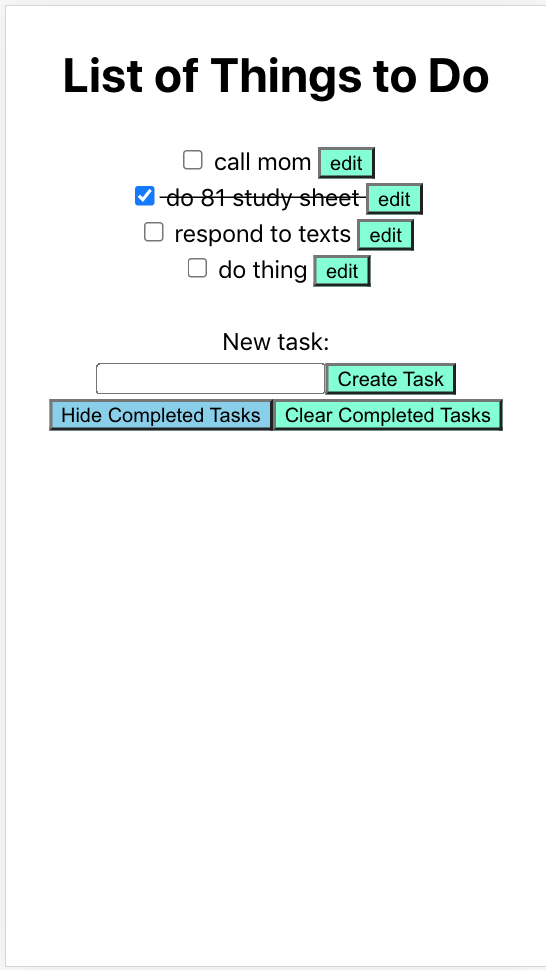 List of Things to Do
call mom edit
do 81 study sheet edit
respond to texts edit
do thing edit
New task:
Create Task
Hide Completed Tasks Clear Completed Tasks